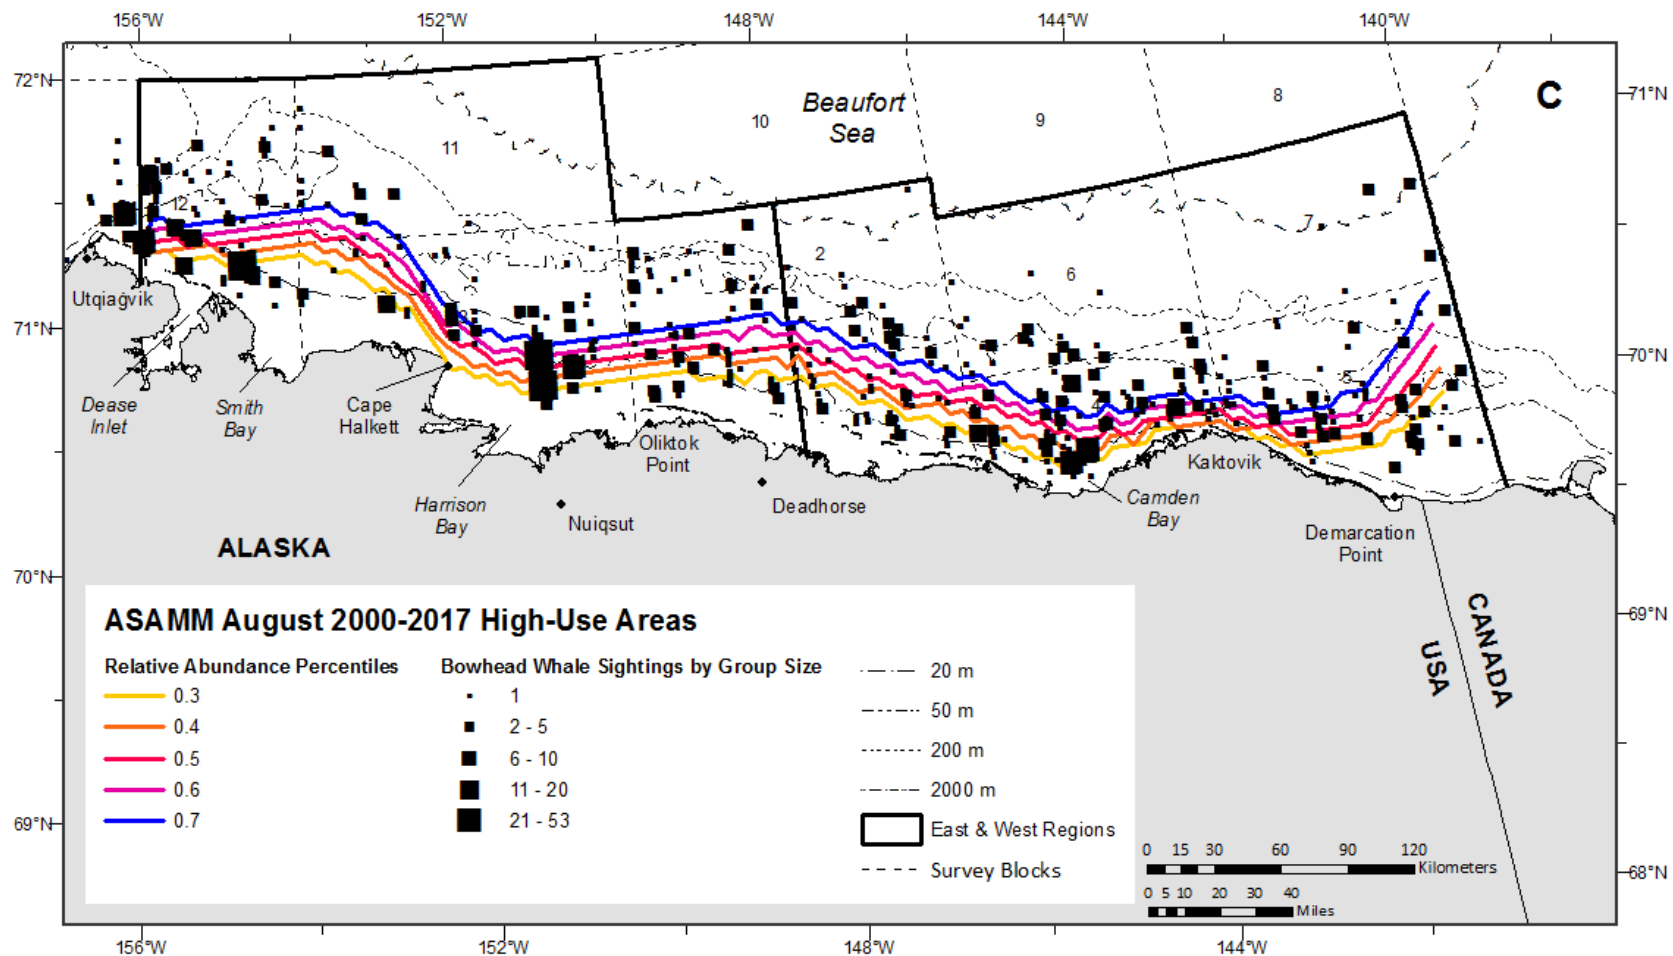 156°W 152°W 148°W 144°W 140°W
72°N
71°N
70°N
69°N
71°N
70°N
69°N
68°N
C
Beaufort
Sea
10
9
8
11
12
2
6
7
5
4
Utqiaġvik
Dease
Inlet
Smith
Bay
Cape
Halkett
Harrison
Bay
Oliktok
Point
Nuiqsut
Deadhorse
Kaktovik
Camden
Bay
Demarcation
Point
ALASKA
CANADA
USA
ASAMM August 2000-2017 High-Use Areas
Relative Abundance Percentiles
0.3
0.4
0.5
0.6
0.7
Bowhead Whale Sightings by Group Size
1
2 - 5
6 - 10
11 - 20
21 - 53
20 m
50 m
200 m
2000 m
East & West Regions
Survey Blocks
0 15 30 60 90 120
Kilometers
0 5 10 20 30 40
Miles
156°W 152°W 148°W 144°W